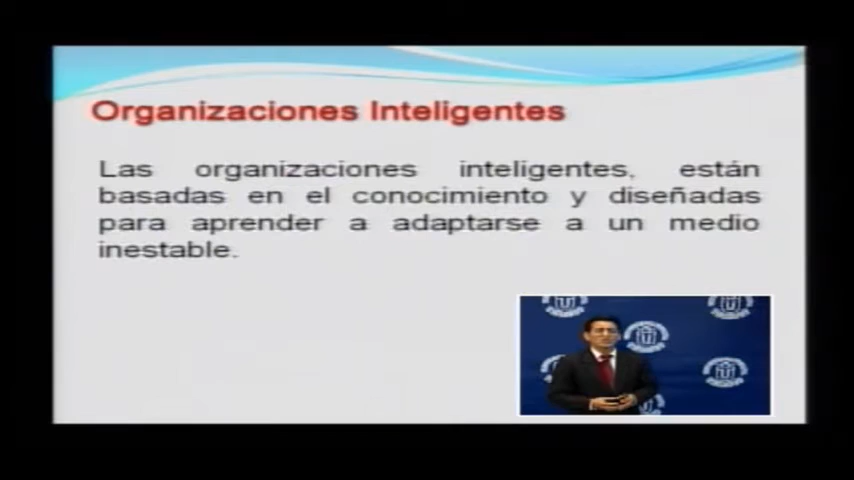 Organizaciones Inteligentes
Las organizaciones inteligentes, están
basadas en el conocimiento y diseñadas
para aprender a adaptarse a un medio
inestable.